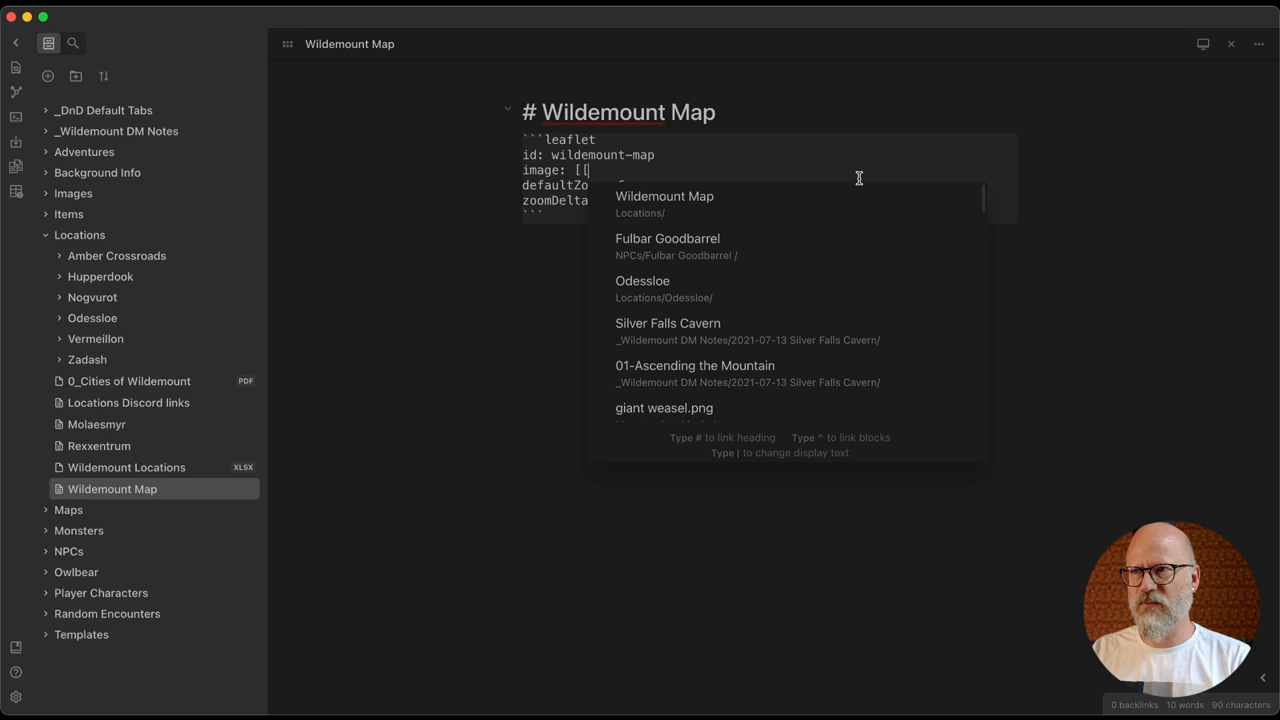 Wildemount Map
_DnD Default Tabs
_Wildemount DM Notes
Adventures
Background Info
Images
Items
Locations
Amber Crossroads
Hupperdook
Nogvurot
Odessloe
Vermeillon
Zadash
0_Cities of Wildemount PDF
Locations Discord links
Molaesmyr
Rexxentrum
Wildemount Locations XLSX
Wildemount Map
Maps
Monsters
NPCs
Owlbear
Player Characters
Random Encounters
Templates
# Wildemount Map
```leaflet
id: wildemount-map
image: [[
defaultZo
zoomDelta
```
Wildemount Map
Locations/
Fulbar Goodbarrel
NPCs/Fulbar Goodbarrel /
Odessloe
Locations/Odessloe/
Silver Falls Cavern
_Wildemount DM Notes/2021-07-13 Silver Falls Cavern/
01-Ascending the Mountain
_Wildemount DM Notes/2021-07-13 Silver Falls Cavern/
giant weasel.png
Type # to link heading Type ^ to link blocks
Type | to change display text
0 backlinks 10 words 90 characters